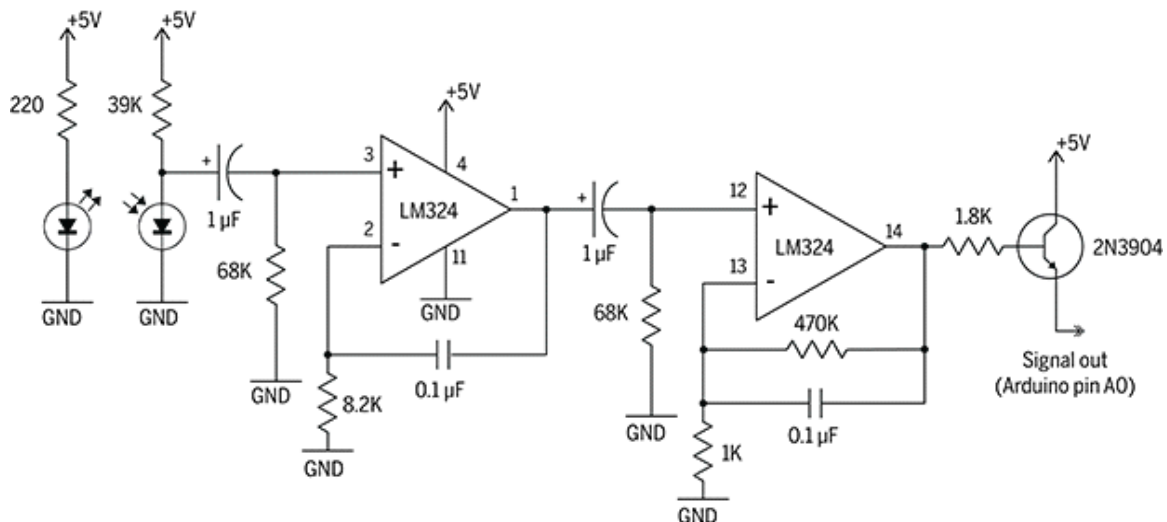 +5V
+5V
220
39K
+
1 µF
68K
GND
GND
GND
3
+
2
-
LM324
+5V
4
1
11
GND
8.2K
GND
0.1 µF
+
1 µF
68K
GND
12
+
13
-
LM324
14
470K
0.1 µF
1K
GND
1.8K
+5V
2N3904
Signal out
(Arduino pin A0)